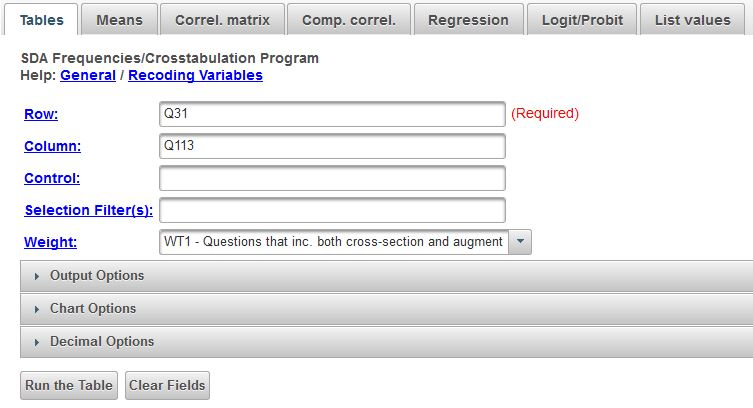 Tables Means Correl. matrix Comp. correl. Regression Logit/Probit List values
SDA Frequencies/Crosstabulation Program
Help: General / Recoding Variables
Row: Q31 (Required)
Column: Q113
Control:
Selection Filter(s):
Weight: WT1 - Questions that inc. both cross-section and augment
Output Options
Chart Options
Decimal Options
Run the Table Clear Fields